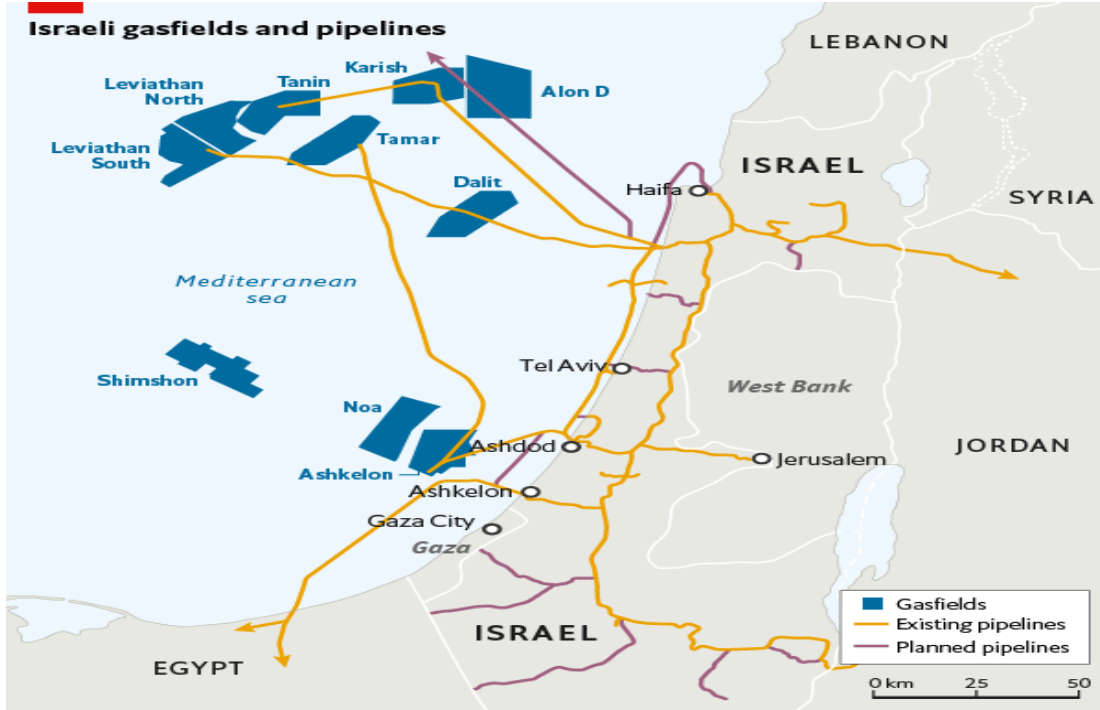 Israeli gasfields and pipelines
LEBANON
Karish
Tanin
Leviathan
North
Alon D
Tamar
Leviathan
South
ISRAEL
Dalit
Haifa
SYRIA
Mediterranean
sea
Tel Aviv
Shimshon
West Bank
Noa
Ashdod
JORDAN
Jerusalem
Ashkelon
Ashkelon
Gaza City
Gaza
Gasfields
Existing pipelines
Planned pipelines
ISRAEL
EGYPT
0 km 25 50